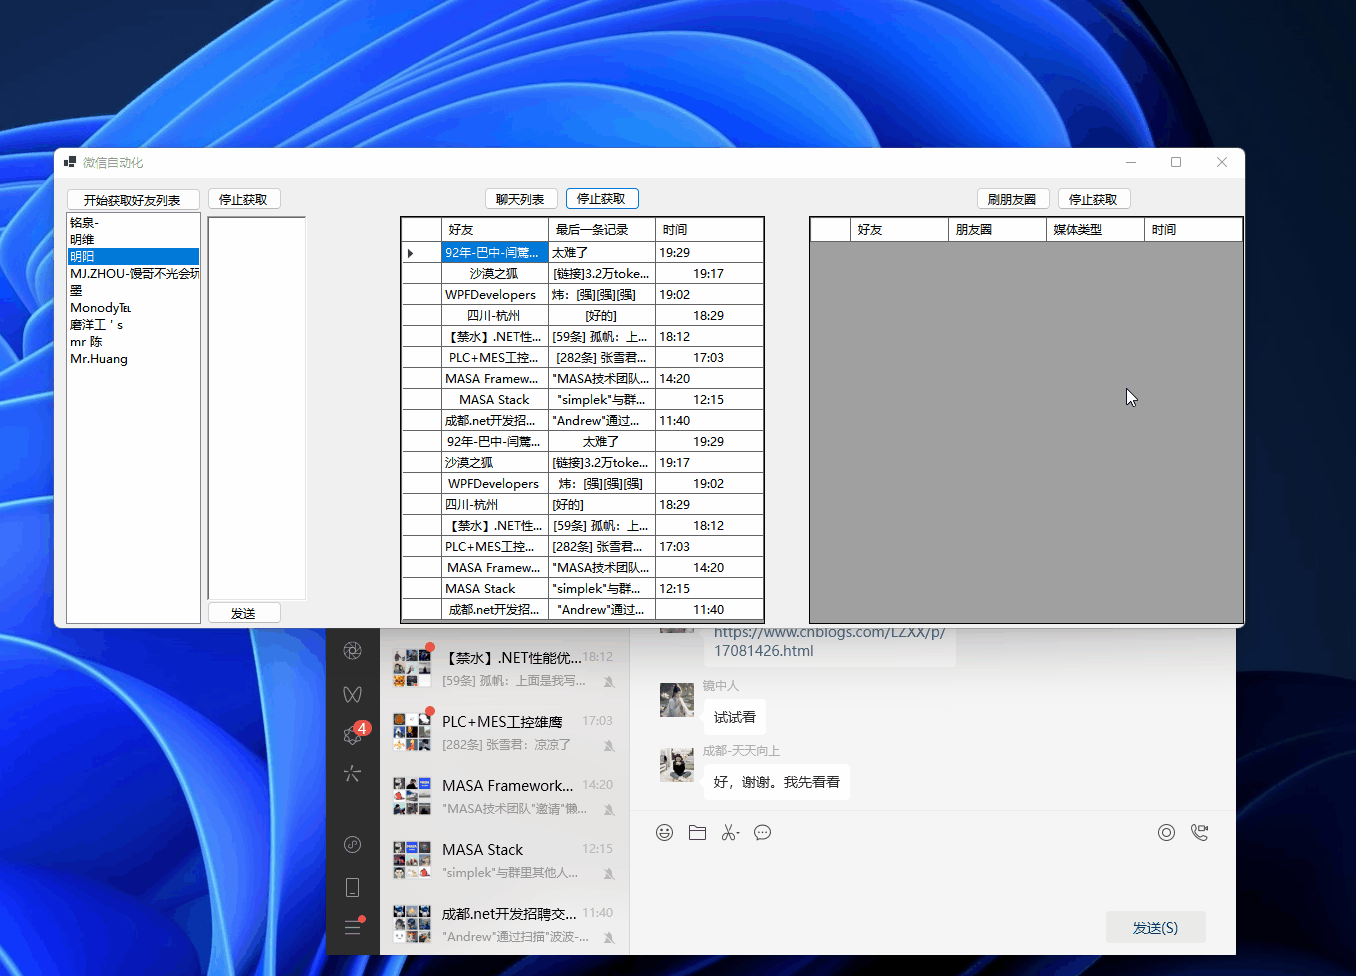 微信自动化
开始获取好友列表 停止获取 聊天列表 停止获取 刷朋友圈 停止获取
铭泉-
明维
明阳
MJ.ZHOU-馒哥不光会玩
墨
Monody℡
磨洋工＇s
mr 陈
Mr.Huang
发送
好友 最后一条记录 时间
92年-巴中-闫驚... 太难了 19:29
沙漠之狐 [链接]3.2万toke... 19:17
WPFDevelopers 炜：[强][强][强] 19:02
四川-杭州 [好的] 18:29
【禁水】.NET性... [59条] 孤帆：上... 18:12
PLC+MES工控... [282条] 张雪君... 17:03
MASA Framew... "MASA技术团队... 14:20
MASA Stack "simplek"与群... 12:15
成都.net开发招... "Andrew"通过... 11:40
92年-巴中-闫驚... 太难了 19:29
沙漠之狐 [链接]3.2万toke... 19:17
WPFDevelopers 炜：[强][强][强] 19:02
四川-杭州 [好的] 18:29
【禁水】.NET性... [59条] 孤帆：上... 18:12
PLC+MES工控... [282条] 张雪君... 17:03
MASA Framew... "MASA技术团队... 14:20
MASA Stack "simplek"与群... 12:15
成都.net开发招... "Andrew"通过... 11:40
好友 朋友圈 媒体类型 时间
4
【禁水】.NET性能优... 18:12
[59条] 孤帆：上面是我写...
PLC+MES工控雄鹰 17:03
[282条] 张雪君：凉凉了
MASA Framework... 14:20
"MASA技术团队"邀请"懒...
MASA Stack 12:15
"simplek"与群里其他人...
成都.net开发招聘交... 11:40
"Andrew"通过扫描"波波-...
https://www.cnblogs.com/LZXX/p/
17081426.html
镜中人
试试看
成都-天天向上
好，谢谢。我先看看
发送(S)